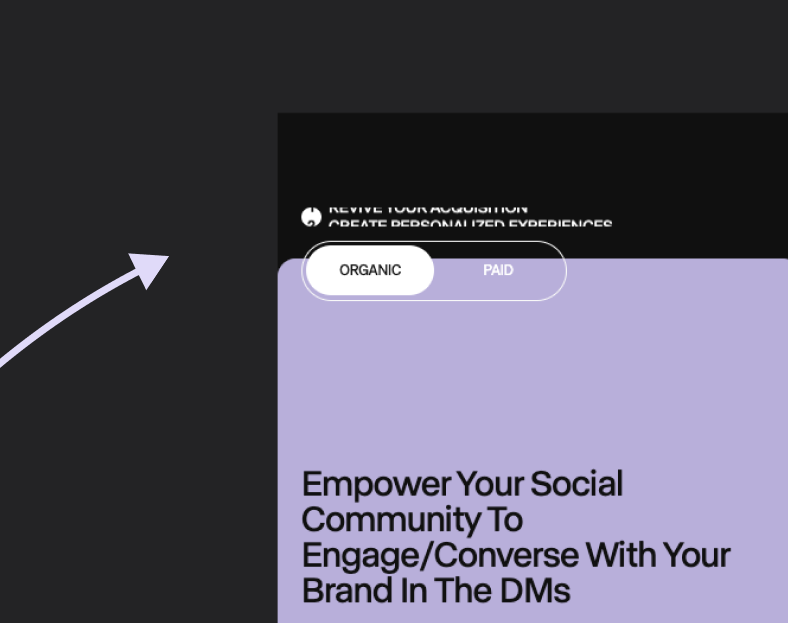 REVIVE YOUR ACQUISITION
CREATE PERSONALIZED EXPERIENCES
ORGANIC
PAID
Empower Your Social
Community To
Engage/Converse With Your
Brand In The DMs